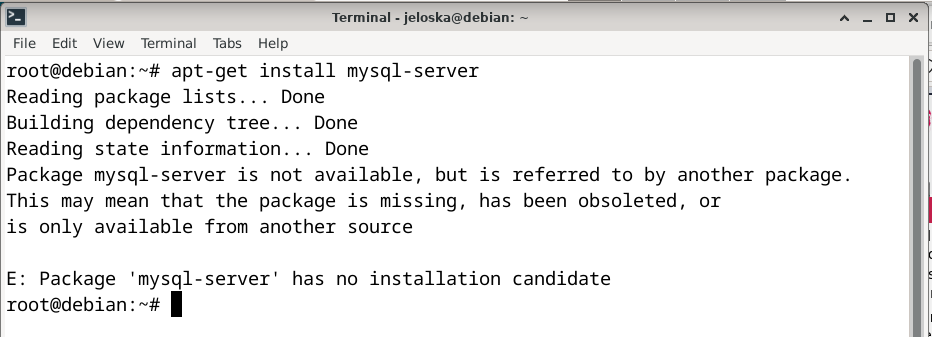 Terminal - jeloska@debian: ~
File Edit View Terminal Tabs Help
root@debian:~# apt-get install mysql-server
Reading package lists... Done
Building dependency tree... Done
Reading state information... Done
Package mysql-server is not available, but is referred to by another package.
This may mean that the package is missing, has been obsoleted, or
is only available from another source
E: Package 'mysql-server' has no installation candidate
root@debian:~#